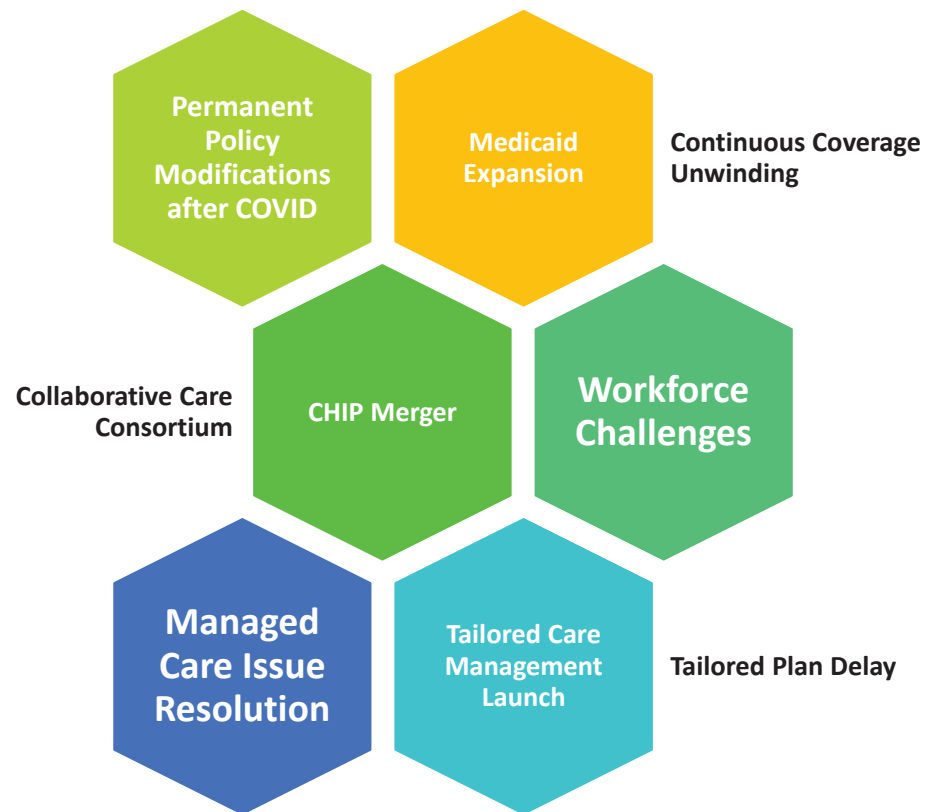 Permanent
Policy
Modifications
after COVID
Medicaid
Expansion
Continuous Coverage
Unwinding
Collaborative Care
Consortium
CHIP Merger
Workforce
Challenges
Managed
Care Issue
Resolution
Tailored Care
Management
Launch
Tailored Plan Delay